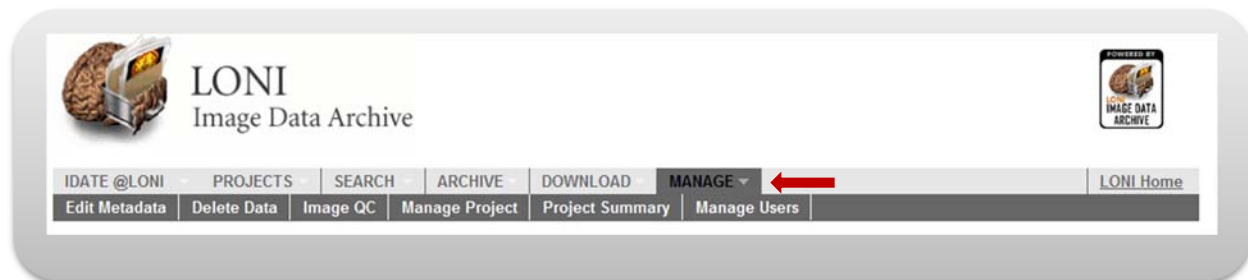 LONI
Image Data Archive
POWERED BY
LONI
IMAGE DATA
ARCHIVE
IDATE @LONI PROJECTS SEARCH ARCHIVE DOWNLOAD MANAGE LONI Home
Edit Metadata Delete Data Image QC Manage Project Project Summary Manage Users